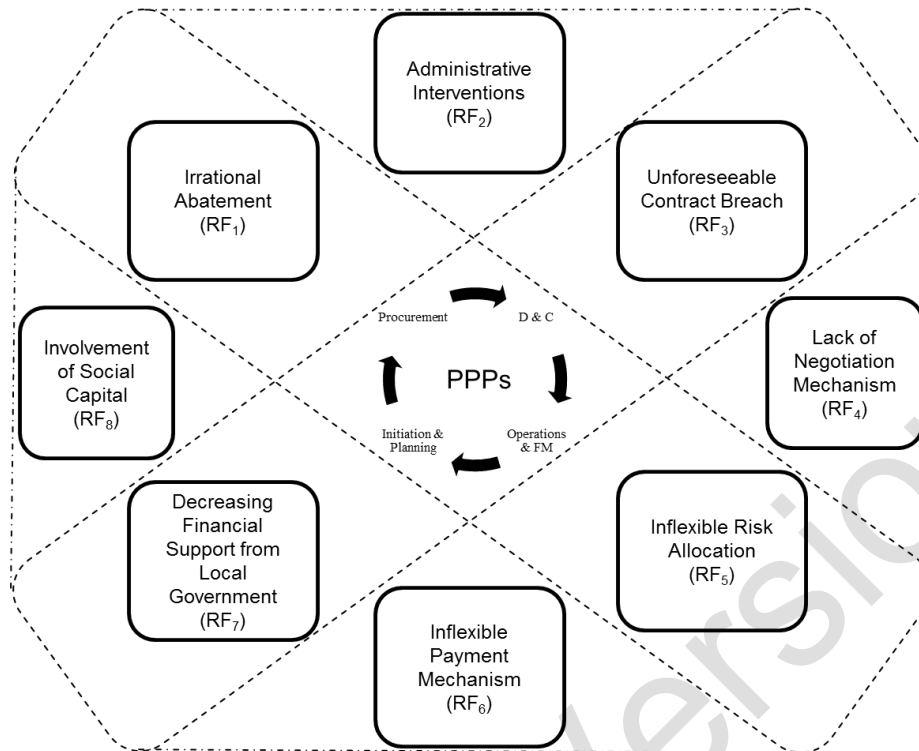 Administrative
Interventions
(RF₂)
Irrational
Abatement
(RF₁)
Unforeseeable
Contract Breach
(RF₃)
Procurement
D & C
Involvement
of Social
Capital
(RF₈)
PPPs
Lack of
Negotiation
Mechanism
(RF₄)
Initiation &
Planning
Operations
& FM
Decreasing
Financial
Support from
Local
Government
(RF₇)
Inflexible Risk
Allocation
(RF₅)
Inflexible
Payment
Mechanism
(RF₆)
Versio